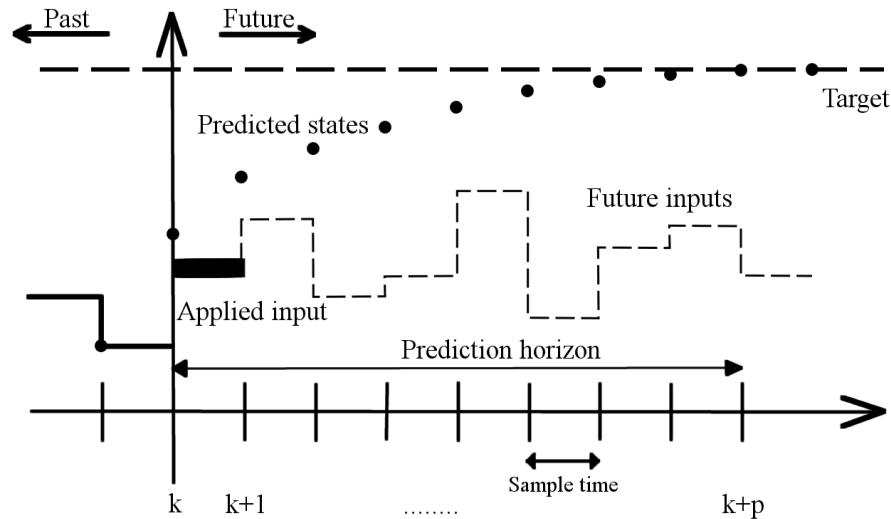 Past
Future
Target
Predicted states
Future inputs
Applied input
Prediction horizon
Sample time
k
k+1
........
k+p